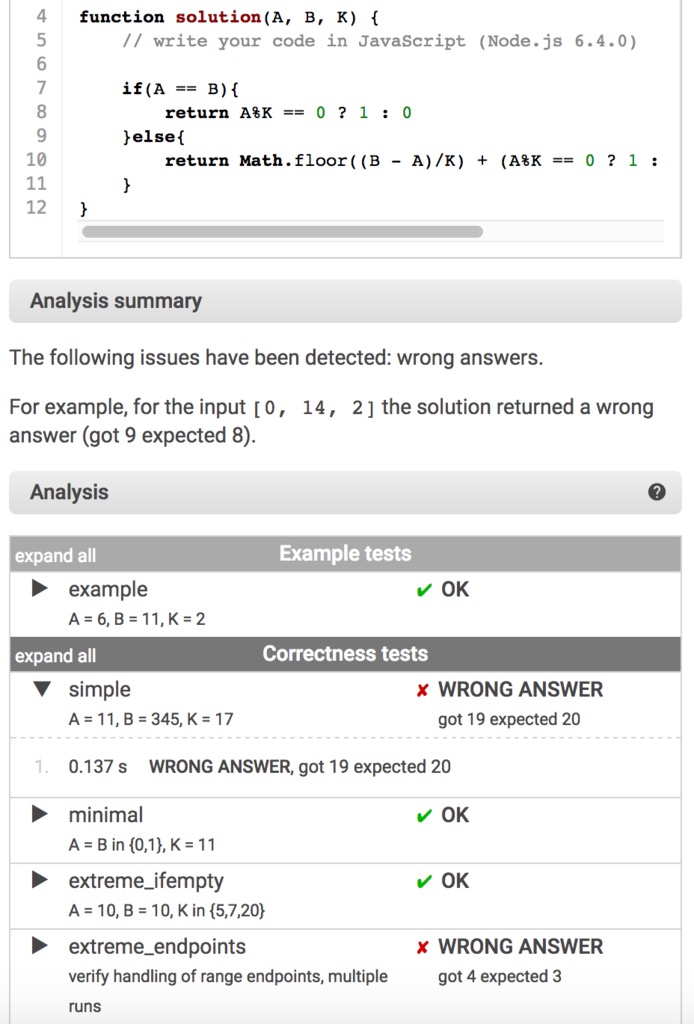 4 function solution(A, B, K) {
5 // write your code in JavaScript (Node.js 6.4.0)
6
7 if(A == B){
8 return A%K == 0 ? 1 : 0
9 }else{
10 return Math.floor((B - A)/K) + (A%K == 0 ? 1 :
11 }
12 }
Analysis summary
The following issues have been detected: wrong answers.
For example, for the input [0, 14, 2] the solution returned a wrong
answer (got 9 expected 8).
Analysis ?
expand all Example tests
▶ example ✔ OK
A = 6, B = 11, K = 2
expand all Correctness tests
▼ simple ✘ WRONG ANSWER
A = 11, B = 345, K = 17 got 19 expected 20
1. 0.137 s WRONG ANSWER, got 19 expected 20
▶ minimal ✔ OK
A = B in {0,1}, K = 11
▶ extreme_ifempty ✔ OK
A = 10, B = 10, K in {5,7,20}
▶ extreme_endpoints ✘ WRONG ANSWER
verify handling of range endpoints, multiple got 4 expected 3
runs